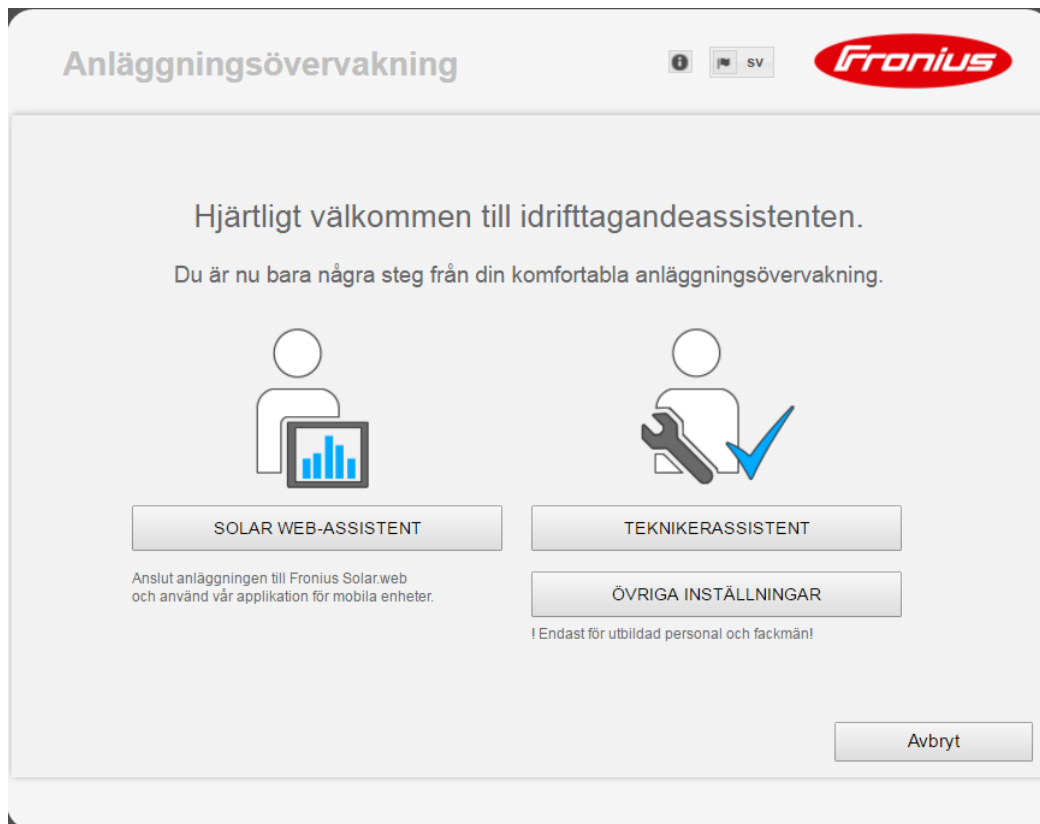 Anläggningsövervakning
SV
Fronius
Hjärtligt välkommen till idrifttagandeassistenten.
Du är nu bara några steg från din komfortabla anläggningsövervakning.
SOLAR WEB-ASSISTENT
Anslut anläggningen till Fronius Solar.web
och använd vår applikation för mobila enheter.
TEKNIKERASSISTENT
ÖVRIGA INSTÄLLNINGAR
! Endast för utbildad personal och fackmän!
Avbryt